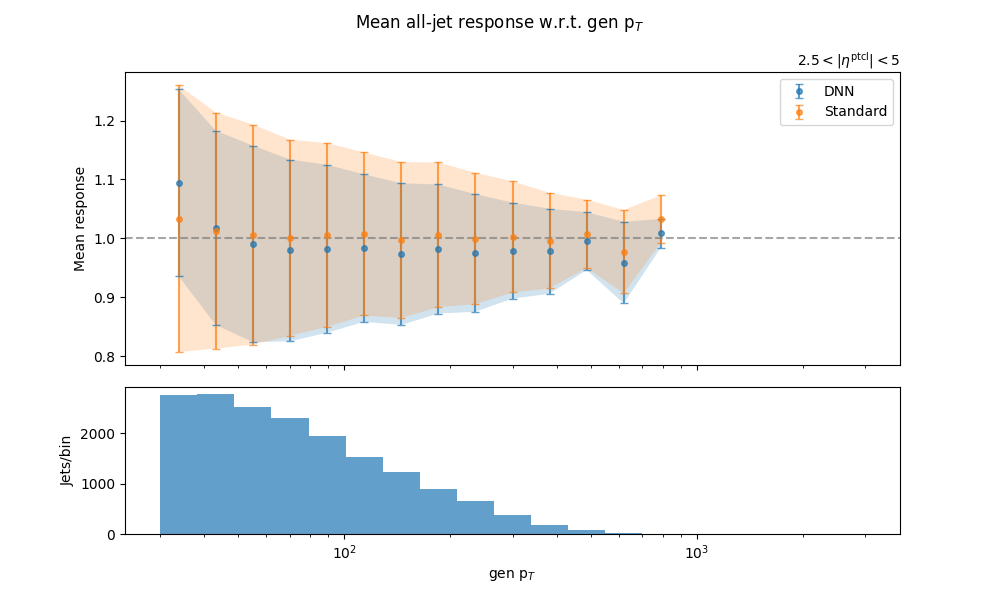 Mean all-jet response w.r.t. gen p_T
2.5 < |η^ptcl| < 5
DNN
Standard
Mean response
1.2
1.1
1.0
0.9
0.8
Jets/bin
2000
1000
0
10^2
10^3
gen p_T